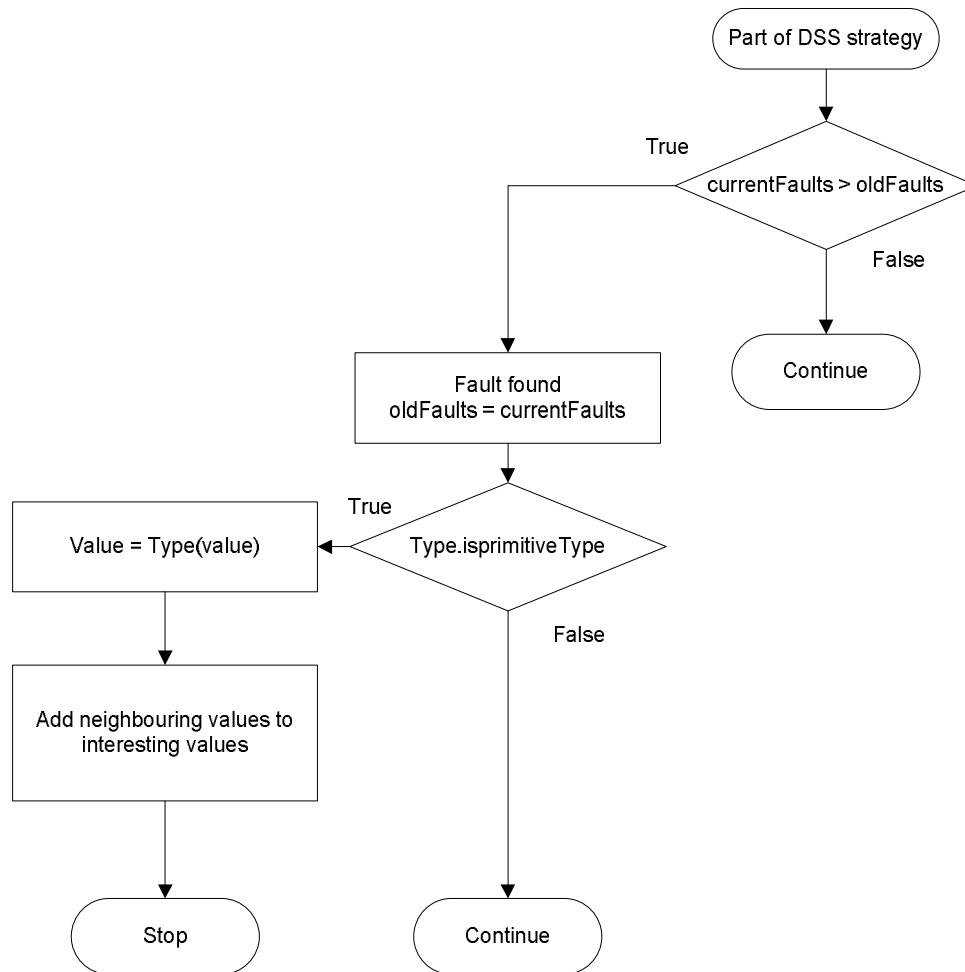 Part of DSS strategy
True
currentFaults > oldFaults
False
Continue
Fault found
oldFaults = currentFaults
True
Value = Type(value)
Type.isprimitiveType
False
Add neighbouring values to
interesting values
Stop
Continue